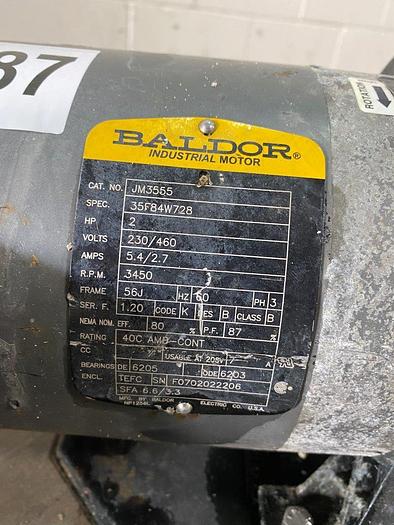 87
ROTATION
BALDOR®
INDUSTRIAL MOTOR
CAT. NO. JM3555
SPEC. 35F84W728
HP 2
VOLTS 230/460
AMPS 5.4/2.7
R.P.M. 3450
FRAME 56J HZ 60 PH 3
SER. F. 1.20 CODE K DES B CLASS B
NEMA NOM. EFF. 80 % P.F. 87 %
RATING 40C AMB-CONT
CC USABLE AT 208V A
BEARINGS DE 6205 ODE 6203
ENCL. TEFC SN F0702022206
SFA 6.6/3.3
MFG. BY BALDOR ELECTRIC CO. U.S.A.